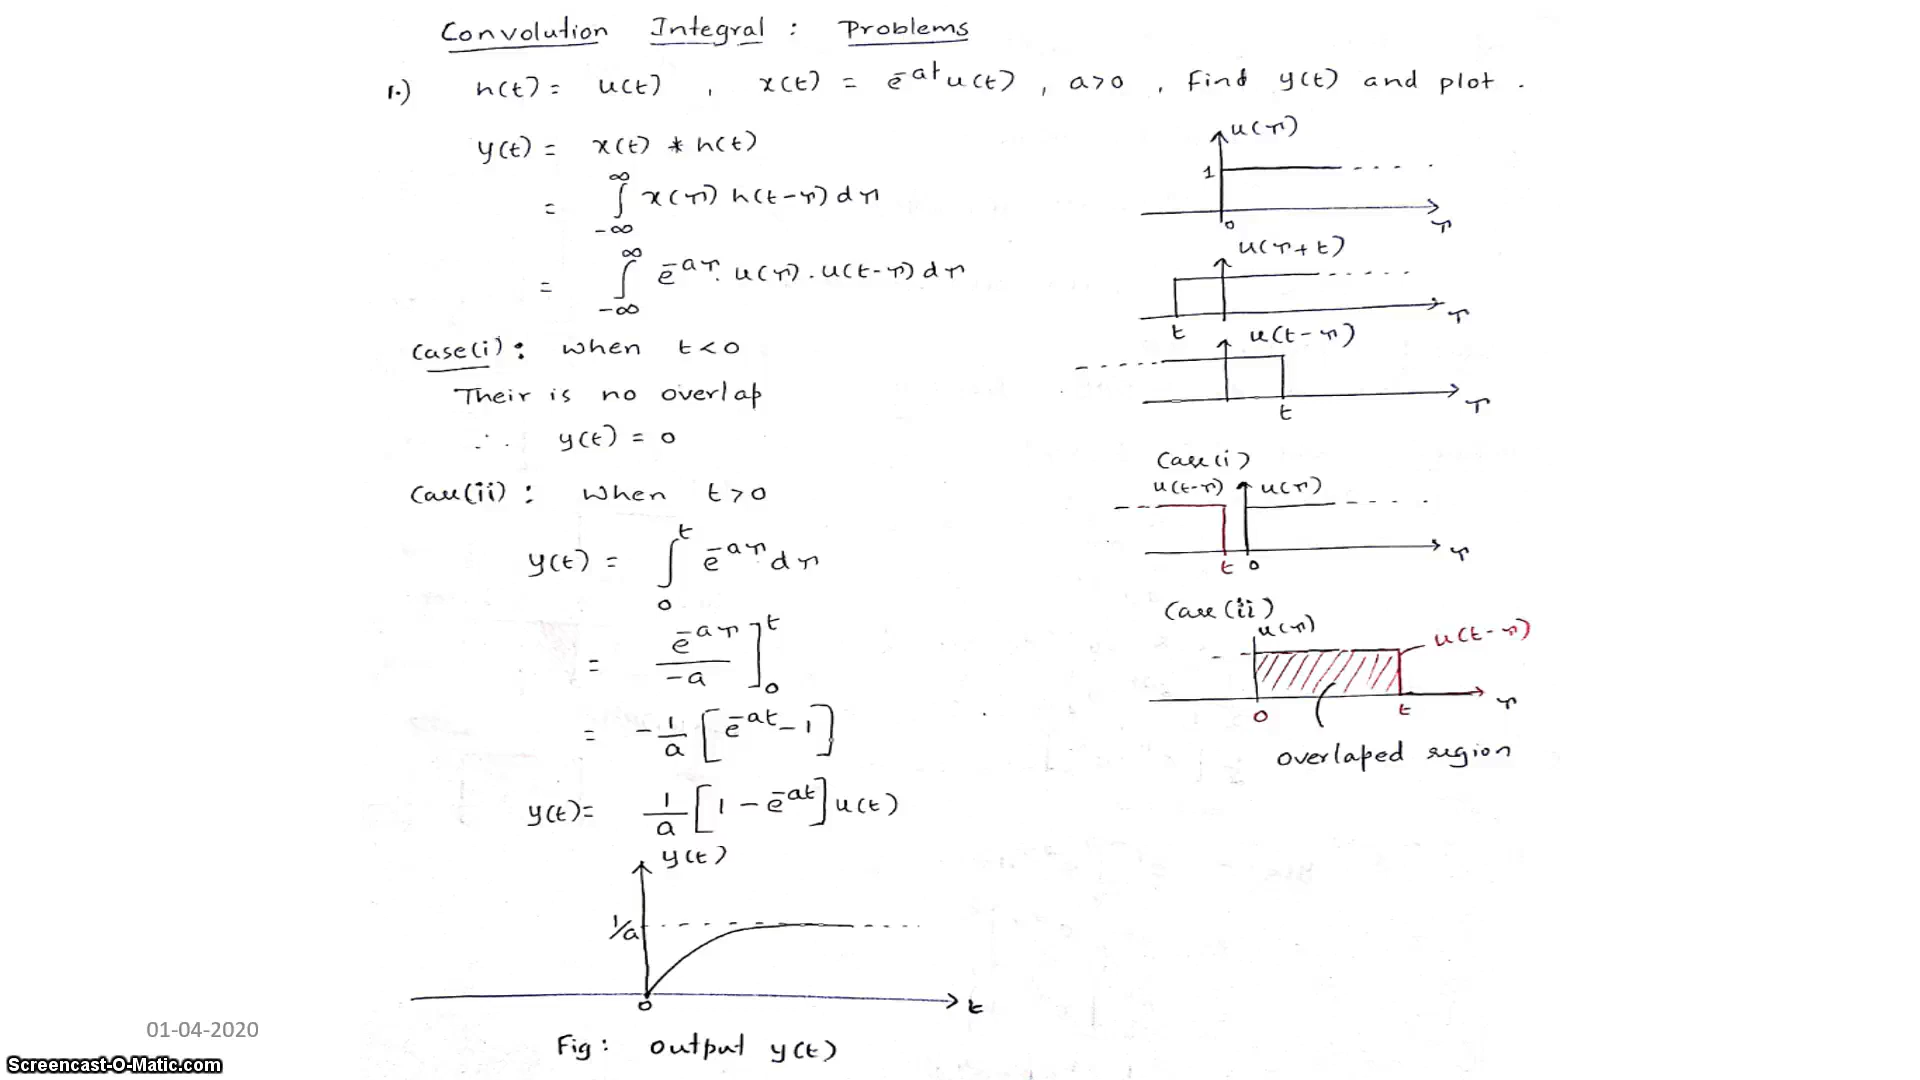 Convolution Integral : Problems
1.) h(t) = u(t) , x(t) = e^-at u(t) , a>0 , Find y(t) and plot .
y(t) = x(t) * h(t)
= ∫_-∞^∞ x(τ) h(t-τ) dτ
= ∫_-∞^∞ e^-aτ . u(τ) . u(t-τ) dτ
Case(i) : When t<0
Their is no overlap
∴ y(t) = 0
Case(ii) : When t>0
y(t) = ∫_0^t e^-aτ dτ
= e^-aτ / -a ]_0^t
= - 1/a [e^-at - 1]
y(t) = 1/a [1 - e^-at] u(t)
y(t)
1/a
0
t
Fig : output y(t)
u(τ)
1
0
τ
u(τ+t)
t
τ
u(t-τ)
t
τ
Case(i)
u(t-τ) u(τ)
t 0
τ
Case(ii)
u(τ)
u(t-τ)
0 t
τ
overlaped region
01-04-2020
Screencast-O-Matic.com